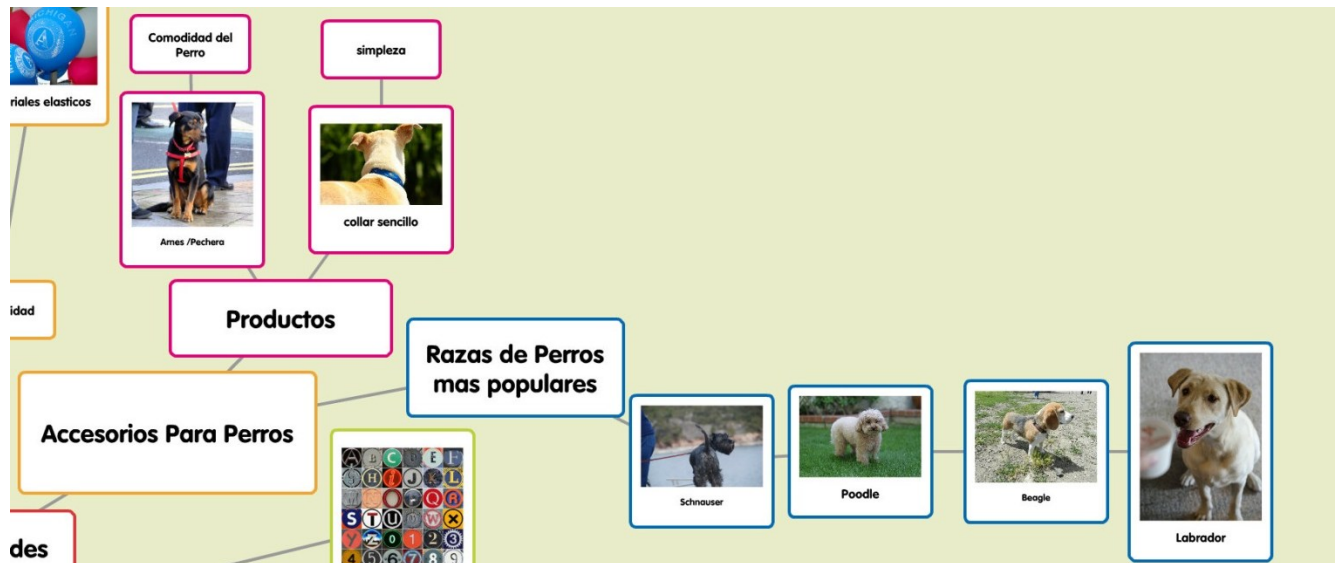 Comodidad del
Perro
simpleza
riales elasticos
Arnes /Pechera
collar sencillo
idad
Productos
Razas de Perros
mas populares
Accesorios Para Perros
Schnauser
Poodle
Beagle
Labrador
des